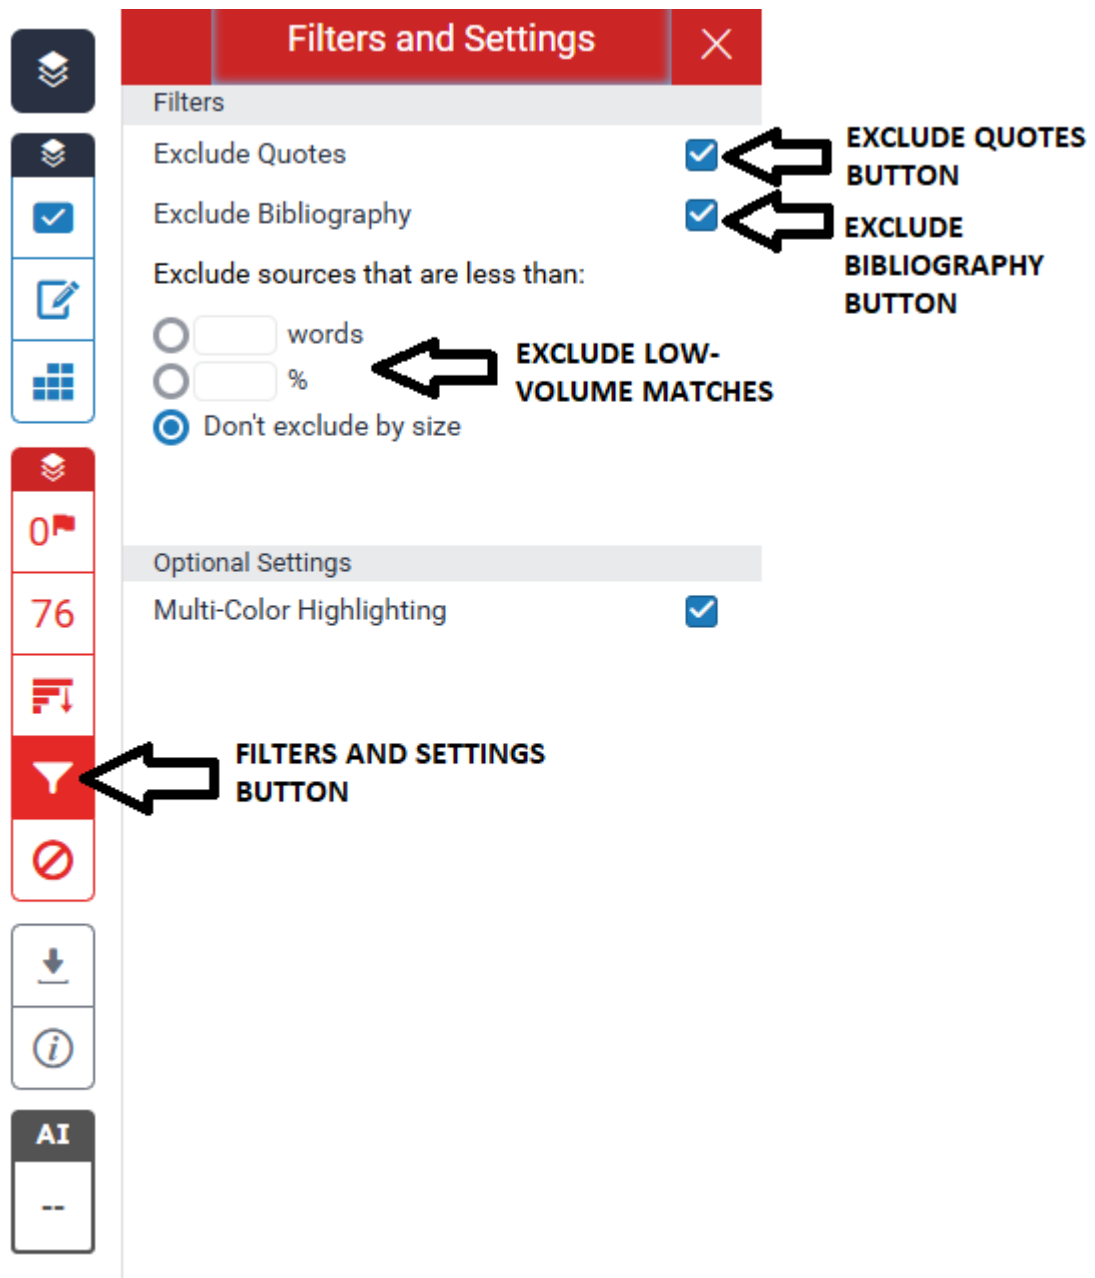 Filters and Settings
Filters
Exclude Quotes
EXCLUDE QUOTES
BUTTON
Exclude Bibliography
EXCLUDE
BIBLIOGRAPHY
BUTTON
Exclude sources that are less than:
words
%
EXCLUDE LOW-
VOLUME MATCHES
Don't exclude by size
0
Optional Settings
76
Multi-Color Highlighting
FILTERS AND SETTINGS
BUTTON
i
AI
--